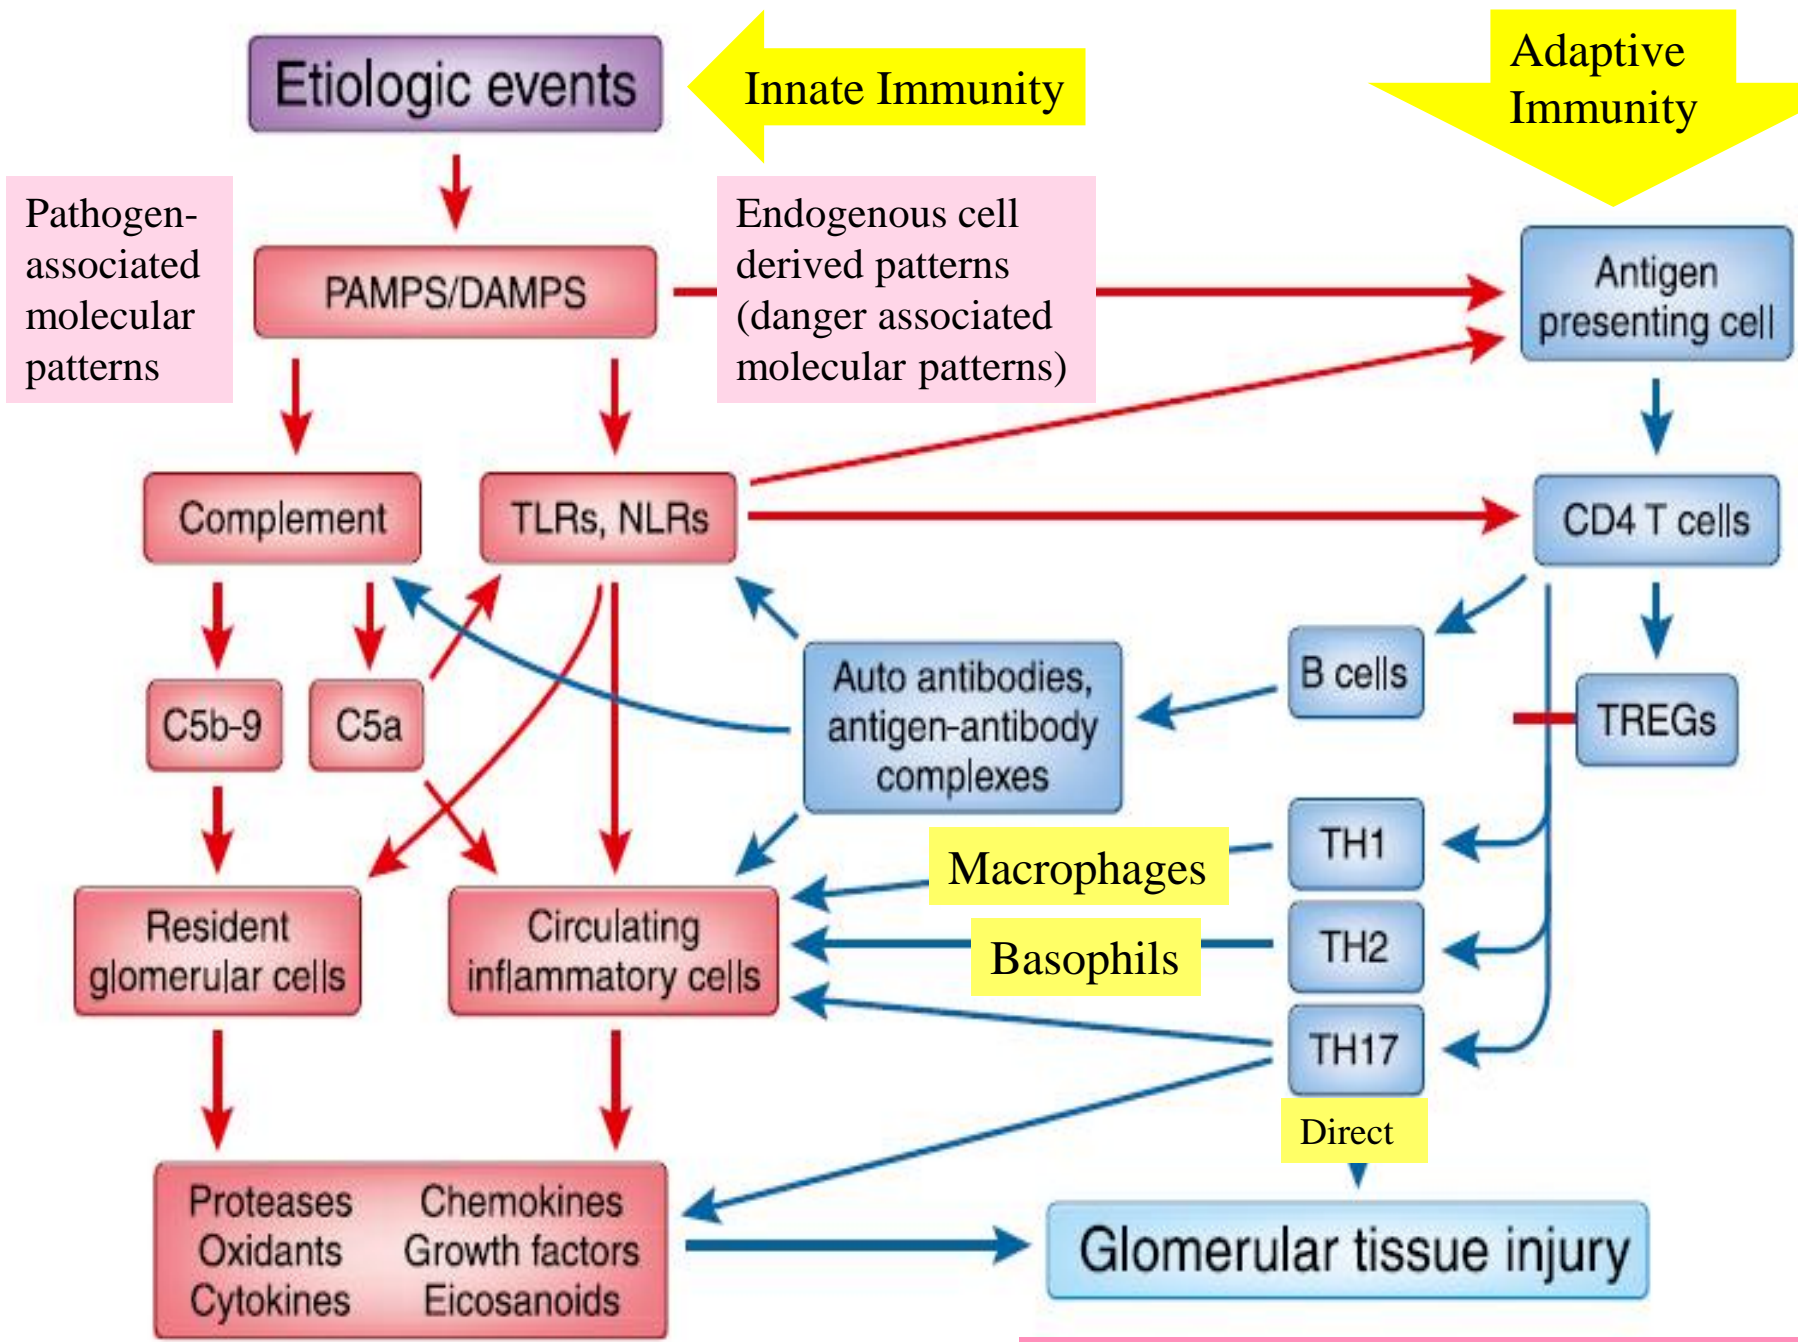 Etiologic events
Innate Immunity
Adaptive
Immunity
Pathogen-
associated
molecular
patterns
PAMPS/DAMPS
Endogenous cell
derived patterns
(danger associated
molecular patterns)
Antigen
presenting cell
Complement
TLRs, NLRs
CD4 T cells
C5b-9
C5a
Auto antibodies,
antigen-antibody
complexes
B cells
TREGs
Macrophages
TH1
Resident
glomerular cells
Circulating
inflammatory cells
Basophils
TH2
TH17
Direct
Proteases
Chemokines
Oxidants
Growth factors
Cytokines
Eicosanoids
Glomerular tissue injury